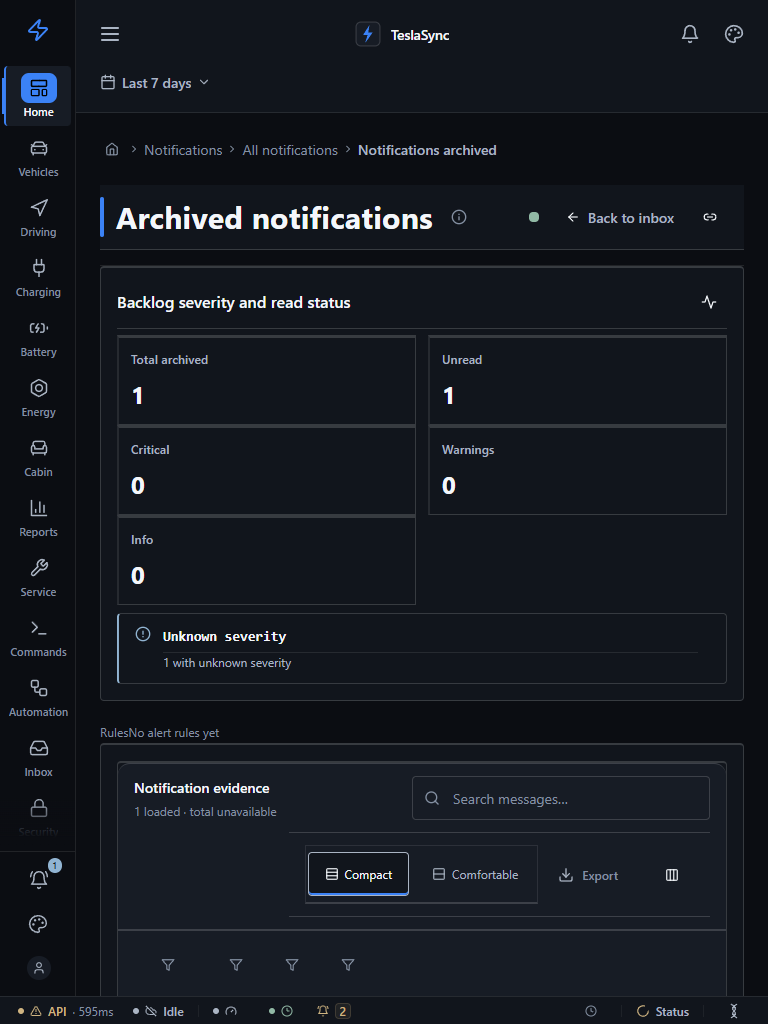 TeslaSync
Last 7 days
Home
Vehicles
Driving
Charging
Battery
Energy
Cabin
Reports
Service
Commands
Automation
Inbox
Security
1
Notifications > All notifications > Notifications archived
Archived notifications
Back to inbox
Backlog severity and read status
Total archived
1
Unread
1
Critical
0
Warnings
0
Info
0
Unknown severity
1 with unknown severity
RulesNo alert rules yet
Notification evidence
1 loaded · total unavailable
Search messages...
Compact
Comfortable
Export
API · 595ms
Idle
2
Status